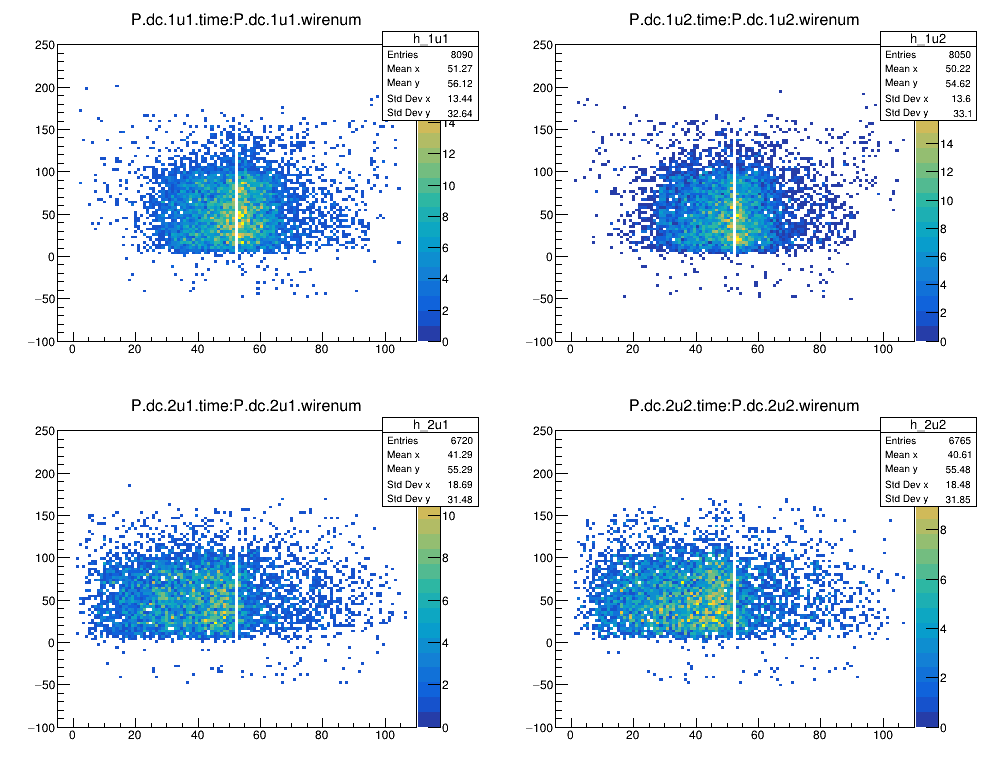 P.dc.1u1.time:P.dc.1u1.wirenum
h_1u1
Entries 8090
Mean x 51.27
Mean y 56.12
Std Dev x 13.44
Std Dev y 32.64
250
200
150
100
50
0
−50
−100
0 20 40 60 80 100
14
12
10
8
6
4
2
0
P.dc.1u2.time:P.dc.1u2.wirenum
h_1u2
Entries 8050
Mean x 50.22
Mean y 54.62
Std Dev x 13.6
Std Dev y 33.1
250
200
150
100
50
0
−50
−100
0 20 40 60 80 100
14
12
10
8
6
4
2
0
P.dc.2u1.time:P.dc.2u1.wirenum
h_2u1
Entries 6720
Mean x 41.29
Mean y 55.29
Std Dev x 18.69
Std Dev y 31.48
250
200
150
100
50
0
−50
−100
0 20 40 60 80 100
10
8
6
4
2
0
P.dc.2u2.time:P.dc.2u2.wirenum
h_2u2
Entries 6765
Mean x 40.61
Mean y 55.48
Std Dev x 18.48
Std Dev y 31.85
250
200
150
100
50
0
−50
−100
0 20 40 60 80 100
8
6
4
2
0